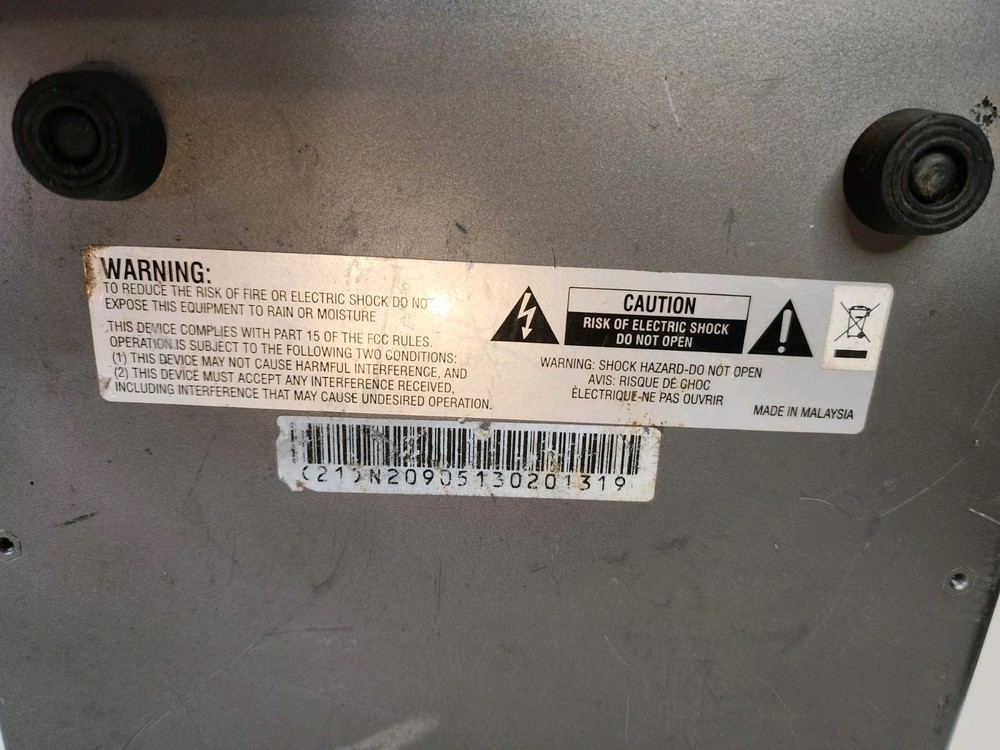 WARNING:
TO REDUCE THE RISK OF FIRE OR ELECTRIC SHOCK DO NOT
EXPOSE THIS EQUIPMENT TO RAIN OR MOISTURE
THIS DEVICE COMPLIES WITH PART 15 OF THE FCC RULES.
OPERATION IS SUBJECT TO THE FOLLOWING TWO CONDITIONS:
(1) THIS DEVICE MAY NOT CAUSE HARMFUL INTERFERENCE, AND
(2) THIS DEVICE MUST ACCEPT ANY INTERFERENCE RECEIVED,
INCLUDING INTERFERENCE THAT MAY CAUSE UNDESIRED OPERATION.
CAUTION
RISK OF ELECTRIC SHOCK
DO NOT OPEN
WARNING: SHOCK HAZARD-DO NOT OPEN
AVIS: RISQUE DE CHOC
ÉLECTRIQUE-NE PAS OUVRIR
MADE IN MALAYSIA